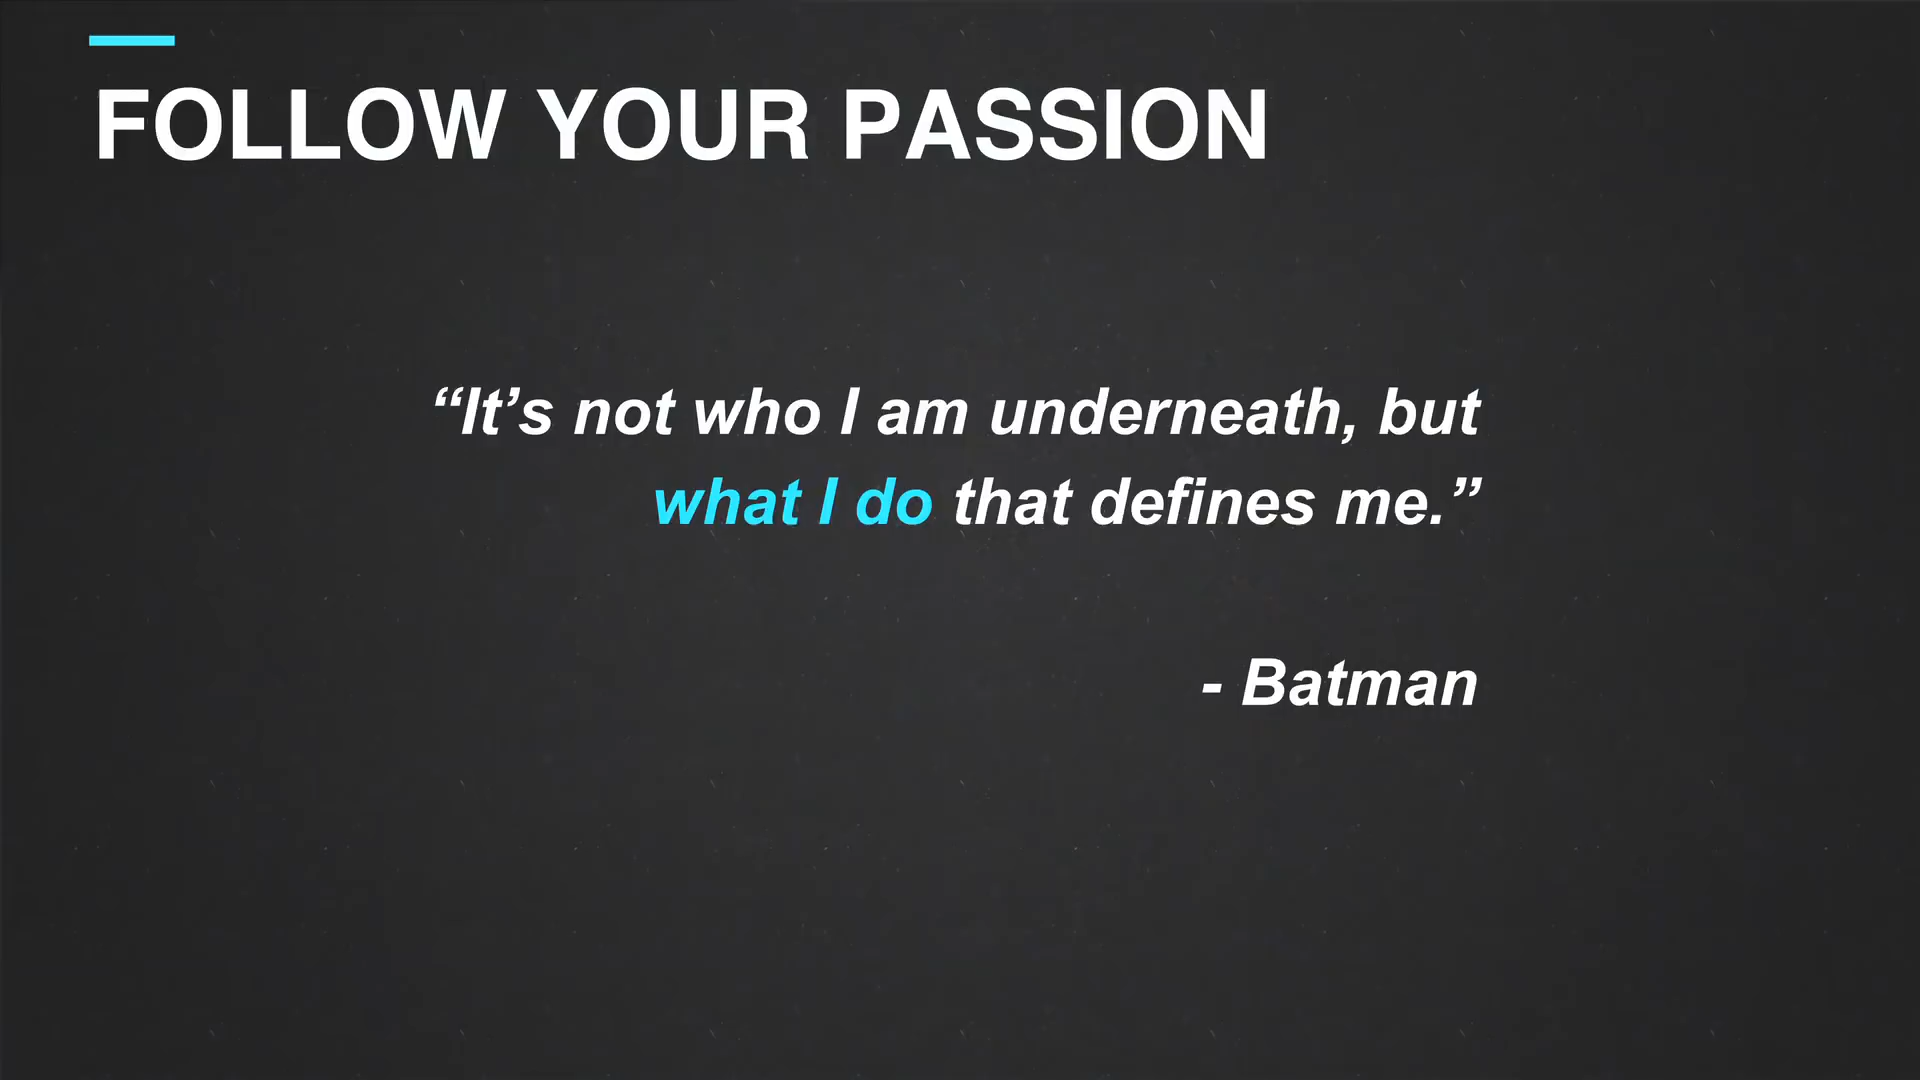 FOLLOW YOUR PASSION
“It’s not who I am underneath, but
what I do that defines me.”
- Batman